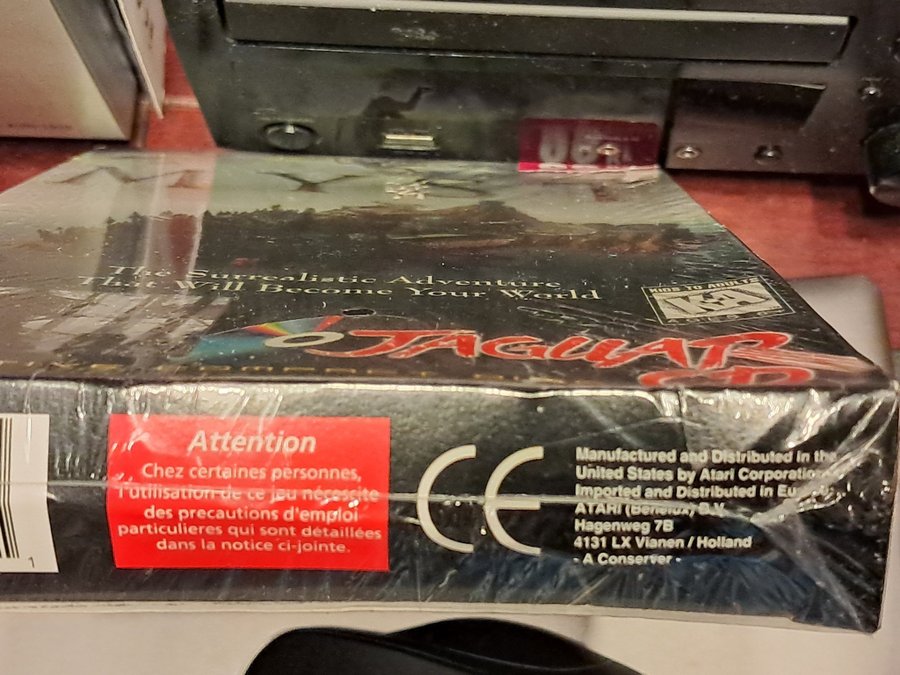 MYST
The Surrealistic Adventure
That Will Become Your World
KIDS TO ADULTS
K-A
JAGUAR
CD
Attention
Chez certaines personnes,
l'utilisation de ce jeu nécessite
des precautions d'emploi
particulieres qui sont détaillées
dans la notice ci-jointe.
CE
Manufactured and Distributed in the
United States by Atari Corporation
Imported and Distributed in
ATARI (Benelux) B.V.
Hagenweg 7B
4131 LX Vianen / Holland
- A Conserver -
1